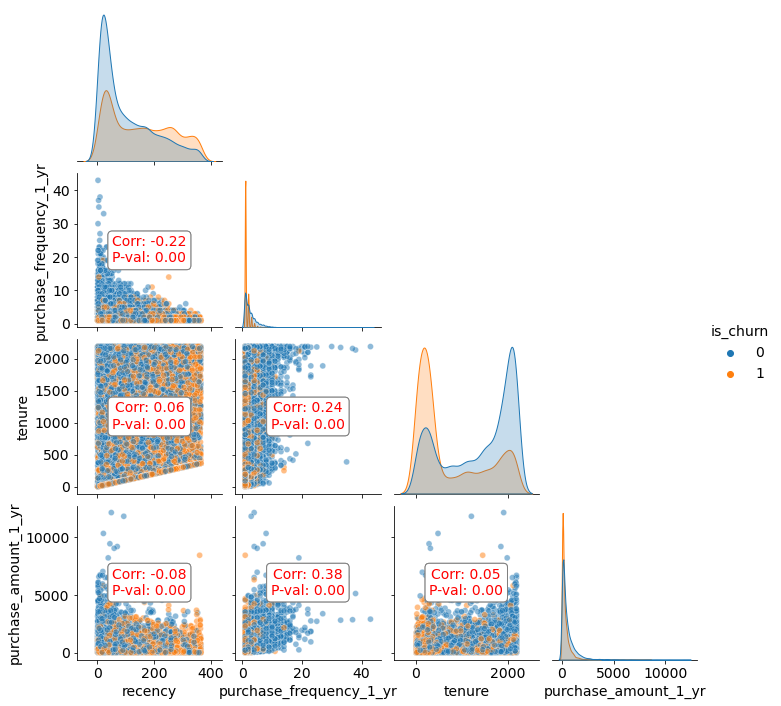 purchase_frequency_1_yr
40
30
20
10
0
Corr: -0.22
P-val: 0.00
is_churn
0
1
tenure
2000
1500
1000
500
0
Corr: 0.06
P-val: 0.00
Corr: 0.24
P-val: 0.00
purchase_amount_1_yr
10000
5000
0
Corr: -0.08
P-val: 0.00
Corr: 0.38
P-val: 0.00
Corr: 0.05
P-val: 0.00
0 200 400
0 20 40
0 2000
0 5000 10000
recency
purchase_frequency_1_yr
tenure
purchase_amount_1_yr